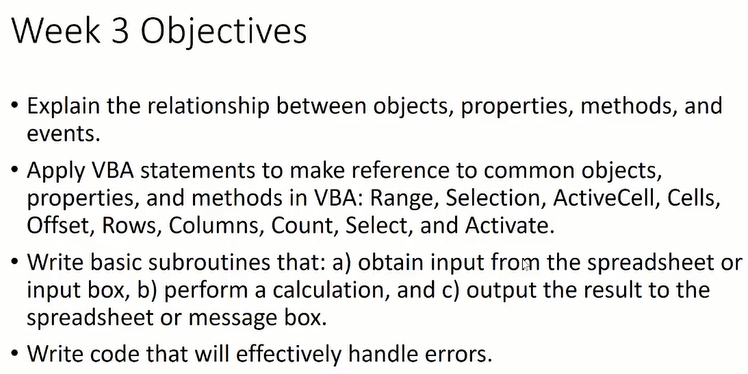 Week 3 Objectives
• Explain the relationship between objects, properties, methods, and
events.
• Apply VBA statements to make reference to common objects,
properties, and methods in VBA: Range, Selection, ActiveCell, Cells,
Offset, Rows, Columns, Count, Select, and Activate.
• Write basic subroutines that: a) obtain input from the spreadsheet or
input box, b) perform a calculation, and c) output the result to the
spreadsheet or message box.
• Write code that will effectively handle errors.